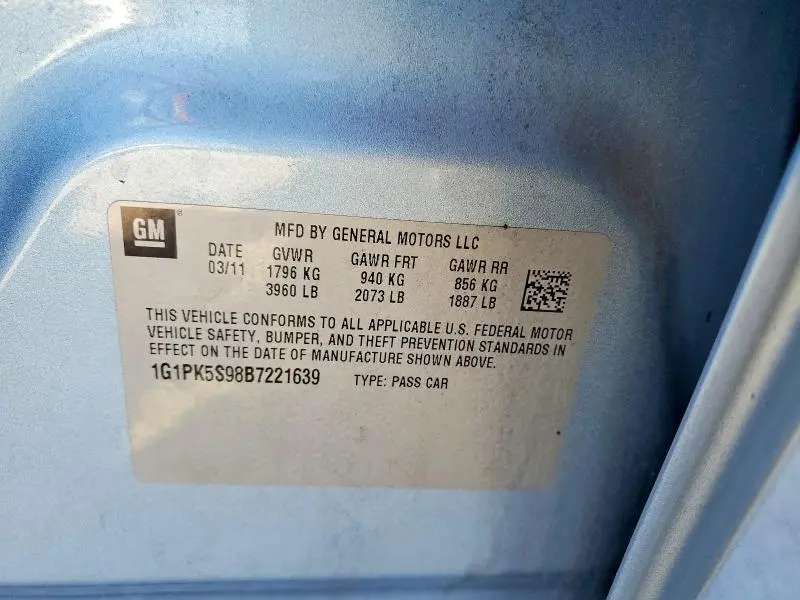 GM ®
MFD BY GENERAL MOTORS LLC
DATE GVWR GAWR FRT GAWR RR
03/11 1796 KG 940 KG 856 KG
3960 LB 2073 LB 1887 LB
THIS VEHICLE CONFORMS TO ALL APPLICABLE U.S. FEDERAL MOTOR
VEHICLE SAFETY, BUMPER, AND THEFT PREVENTION STANDARDS IN
EFFECT ON THE DATE OF MANUFACTURE SHOWN ABOVE.
1G1PK5S98B7221639 TYPE: PASS CAR